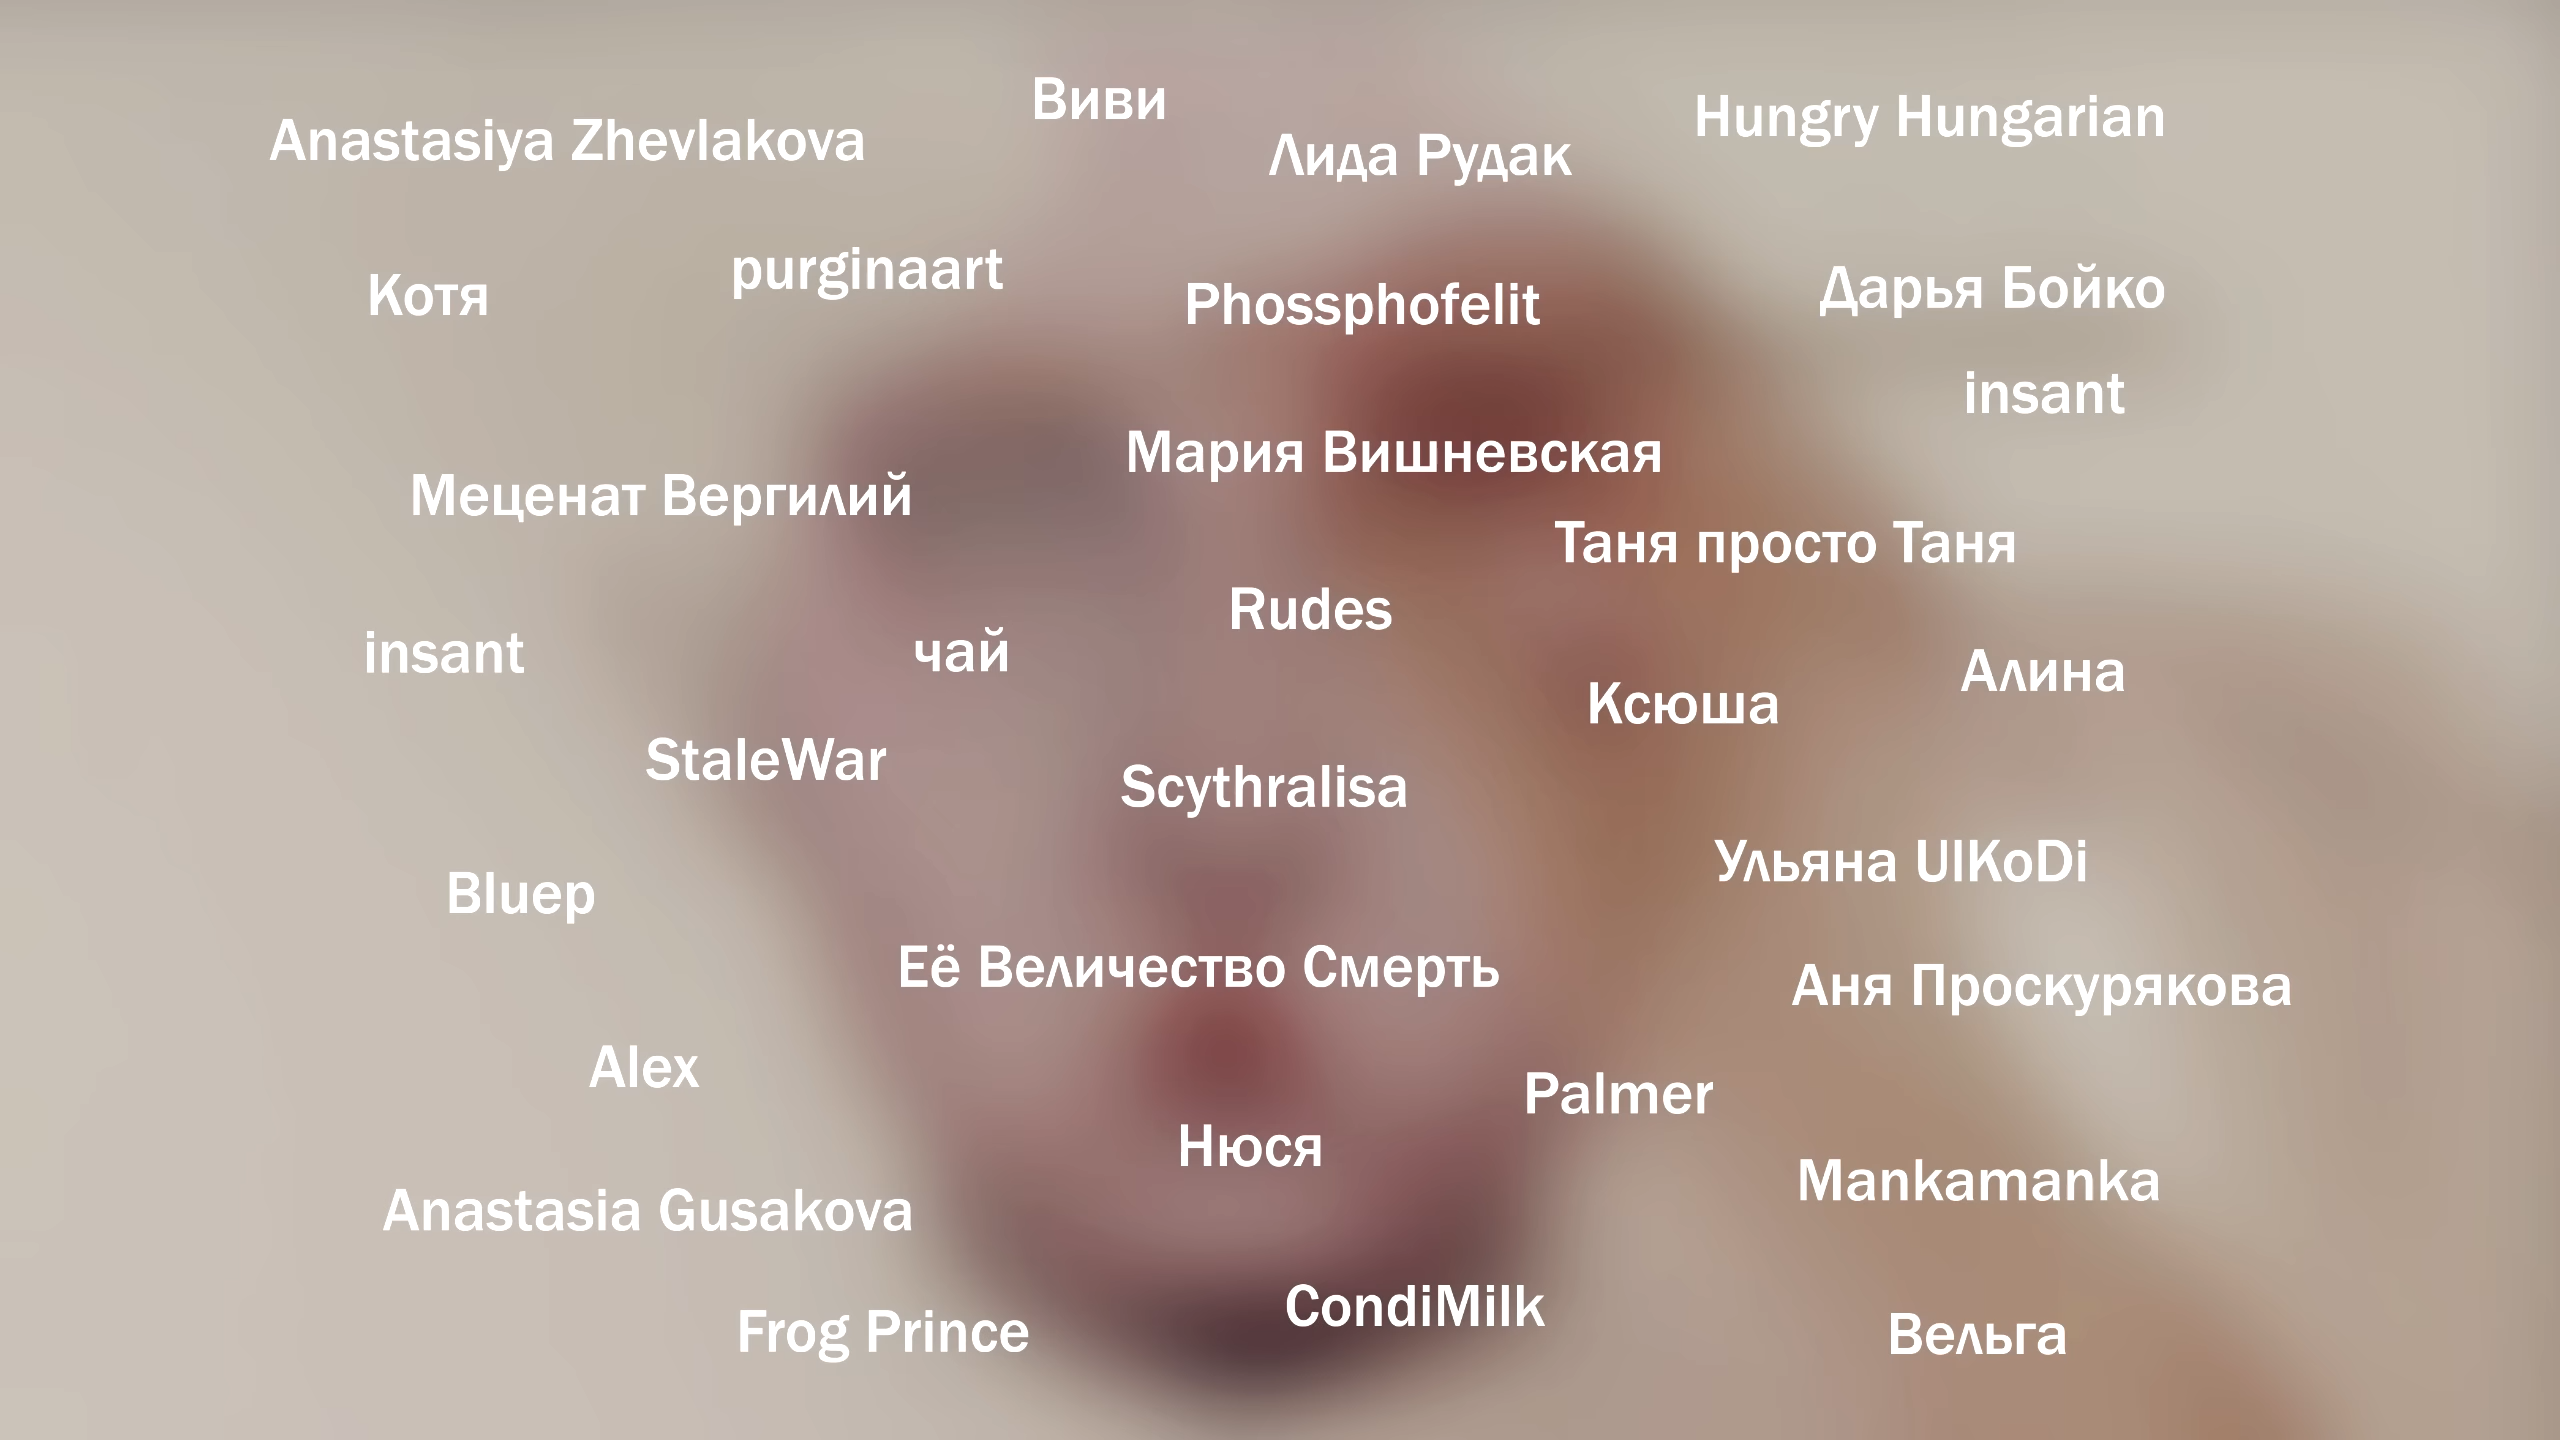 Виви
Anastasiya Zhevlakova
Лида Рудак
Hungry Hungarian
Котя
purginaart
Phossphofelit
Дарья Бойко
insant
Мария Вишневская
Меценат Вергилий
Таня просто Таня
Rudes
insant
чай
Алина
Ксюша
StaleWar
Scythralisa
Ульяна UlKoDi
Bluep
Её Величество Смерть
Аня Проскурякова
Alex
Palmer
Нюся
Mankamanka
Anastasia Gusakova
CondiMilk
Frog Prince
Вельга